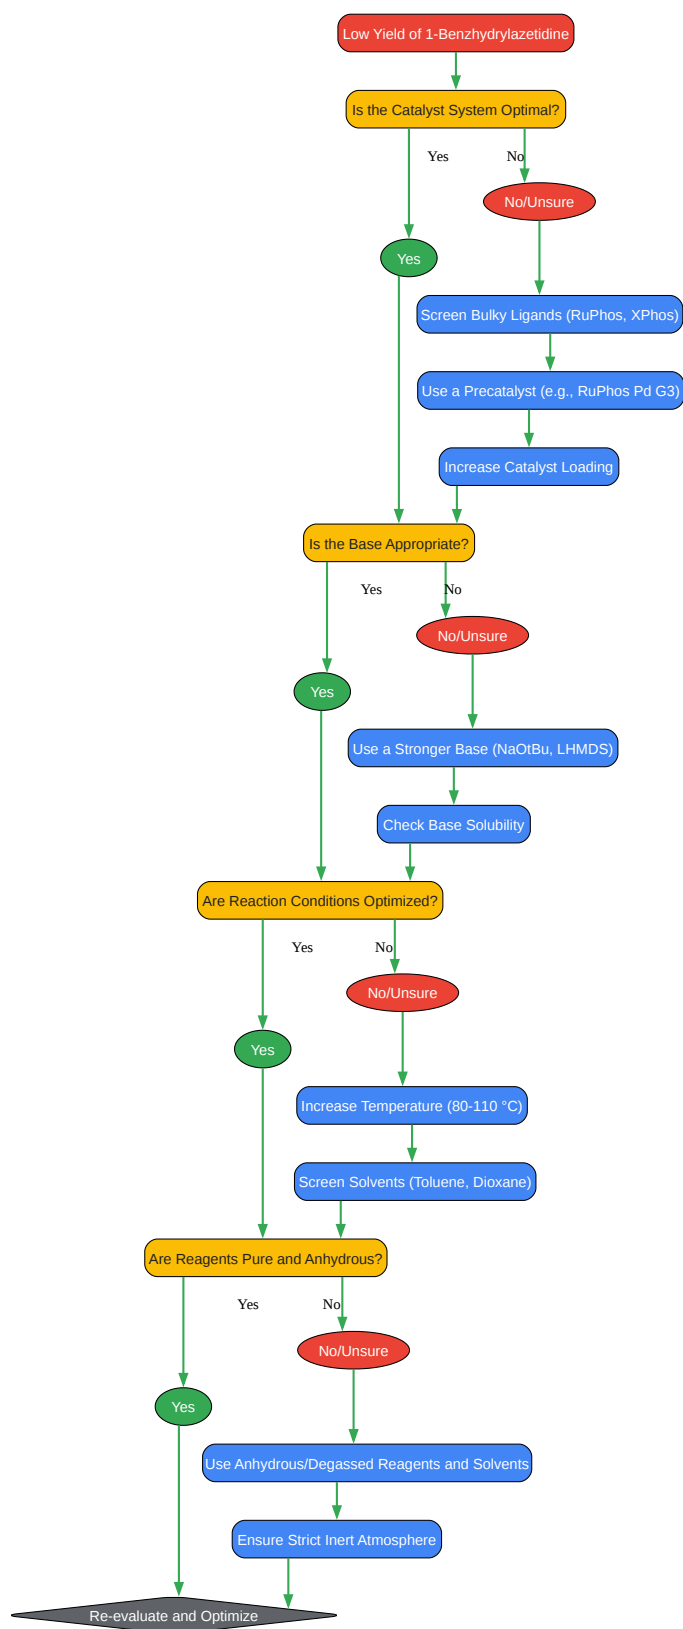 Low Yield of 1-Benzhydrylazetidine
Is the Catalyst System Optimal?
Yes
No
No/Unsure
Yes
Screen Bulky Ligands (RuPhos, XPhos)
Use a Precatalyst (e.g., RuPhos Pd G3)
Increase Catalyst Loading
Is the Base Appropriate?
Yes
No
No/Unsure
Yes
Use a Stronger Base (NaOtBu, LHMDS)
Check Base Solubility
Are Reaction Conditions Optimized?
Yes
No
No/Unsure
Yes
Increase Temperature (80-110 °C)
Screen Solvents (Toluene, Dioxane)
Are Reagents Pure and Anhydrous?
Yes
No
No/Unsure
Yes
Use Anhydrous/Degassed Reagents and Solvents
Ensure Strict Inert Atmosphere
Re-evaluate and Optimize